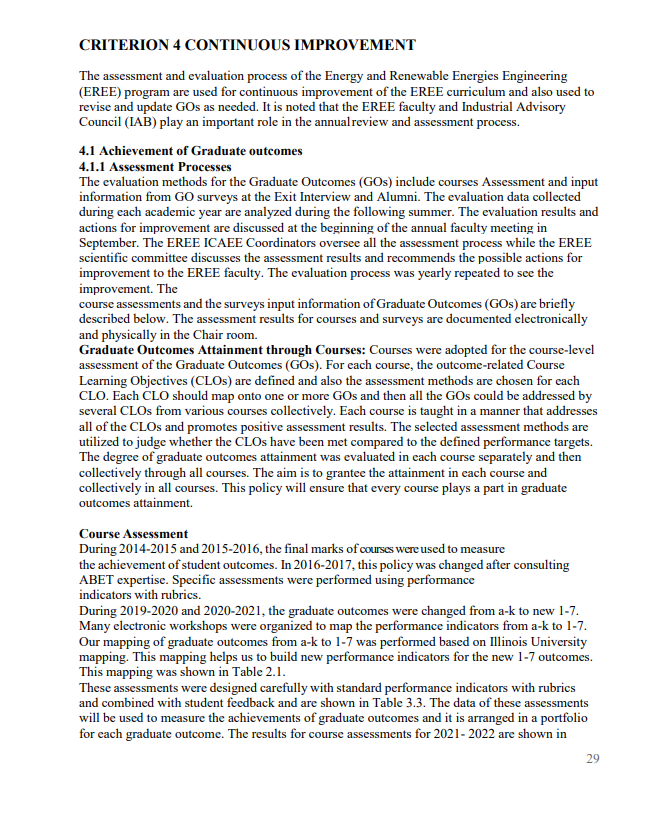 CRITERION 4 CONTINUOUS IMPROVEMENT
The assessment and evaluation process of the Energy and Renewable Energies Engineering
(EREE) program are used for continuous improvement of the EREE curriculum and also used to
revise and update GOs as needed. It is noted that the EREE faculty and Industrial Advisory
Council (IAB) play an important role in the annual review and assessment process.
4.1 Achievement of Graduate outcomes
4.1.1 Assessment Processes
The evaluation methods for the Graduate Outcomes (GOs) include courses Assessment and input
information from GO surveys at the Exit Interview and Alumni. The evaluation data collected
during each academic year are analyzed during the following summer. The evaluation results and
actions for improvement are discussed at the beginning of the annual faculty meeting in
September. The EREE ICAEE Coordinators oversee all the assessment process while the EREE
scientific committee discusses the assessment results and recommends the possible actions for
improvement to the EREE faculty. The evaluation process was yearly repeated to see the
improvement. The
course assessments and the surveys input information of Graduate Outcomes (GOs) are briefly
described below. The assessment results for courses and surveys are documented electronically
and physically in the Chair room.
Graduate Outcomes Attainment through Courses: Courses were adopted for the course-level
assessment of the Graduate Outcomes (GOs). For each course, the outcome-related Course
Learning Objectives (CLOs) are defined and also the assessment methods are chosen for each
CLO. Each CLO should map onto one or more GOs and then all the GOs could be addressed by
several CLOs from various courses collectively. Each course is taught in a manner that addresses
all of the CLOs and promotes positive assessment results. The selected assessment methods are
utilized to judge whether the CLOs have been met compared to the defined performance targets.
The degree of graduate outcomes attainment was evaluated in each course separately and then
collectively through all courses. The aim is to grantee the attainment in each course and
collectively in all courses. This policy will ensure that every course plays a part in graduate
outcomes attainment.
Course Assessment
During 2014-2015 and 2015-2016, the final marks of courses were used to measure
the achievement of student outcomes. In 2016-2017, this policy was changed after consulting
ABET expertise. Specific assessments were performed using performance
indicators with rubrics.
During 2019-2020 and 2020-2021, the graduate outcomes were changed from a-k to new 1-7.
Many electronic workshops were organized to map the performance indicators from a-k to 1-7.
Our mapping of graduate outcomes from a-k to 1-7 was performed based on Illinois University
mapping. This mapping helps us to build new performance indicators for the new 1-7 outcomes.
This mapping was shown in Table 2.1.
These assessments were designed carefully with standard performance indicators with rubrics
and combined with student feedback and are shown in Table 3.3. The data of these assessments
will be used to measure the achievements of graduate outcomes and it is arranged in a portfolio
for each graduate outcome. The results for course assessments for 2021- 2022 are shown in
29